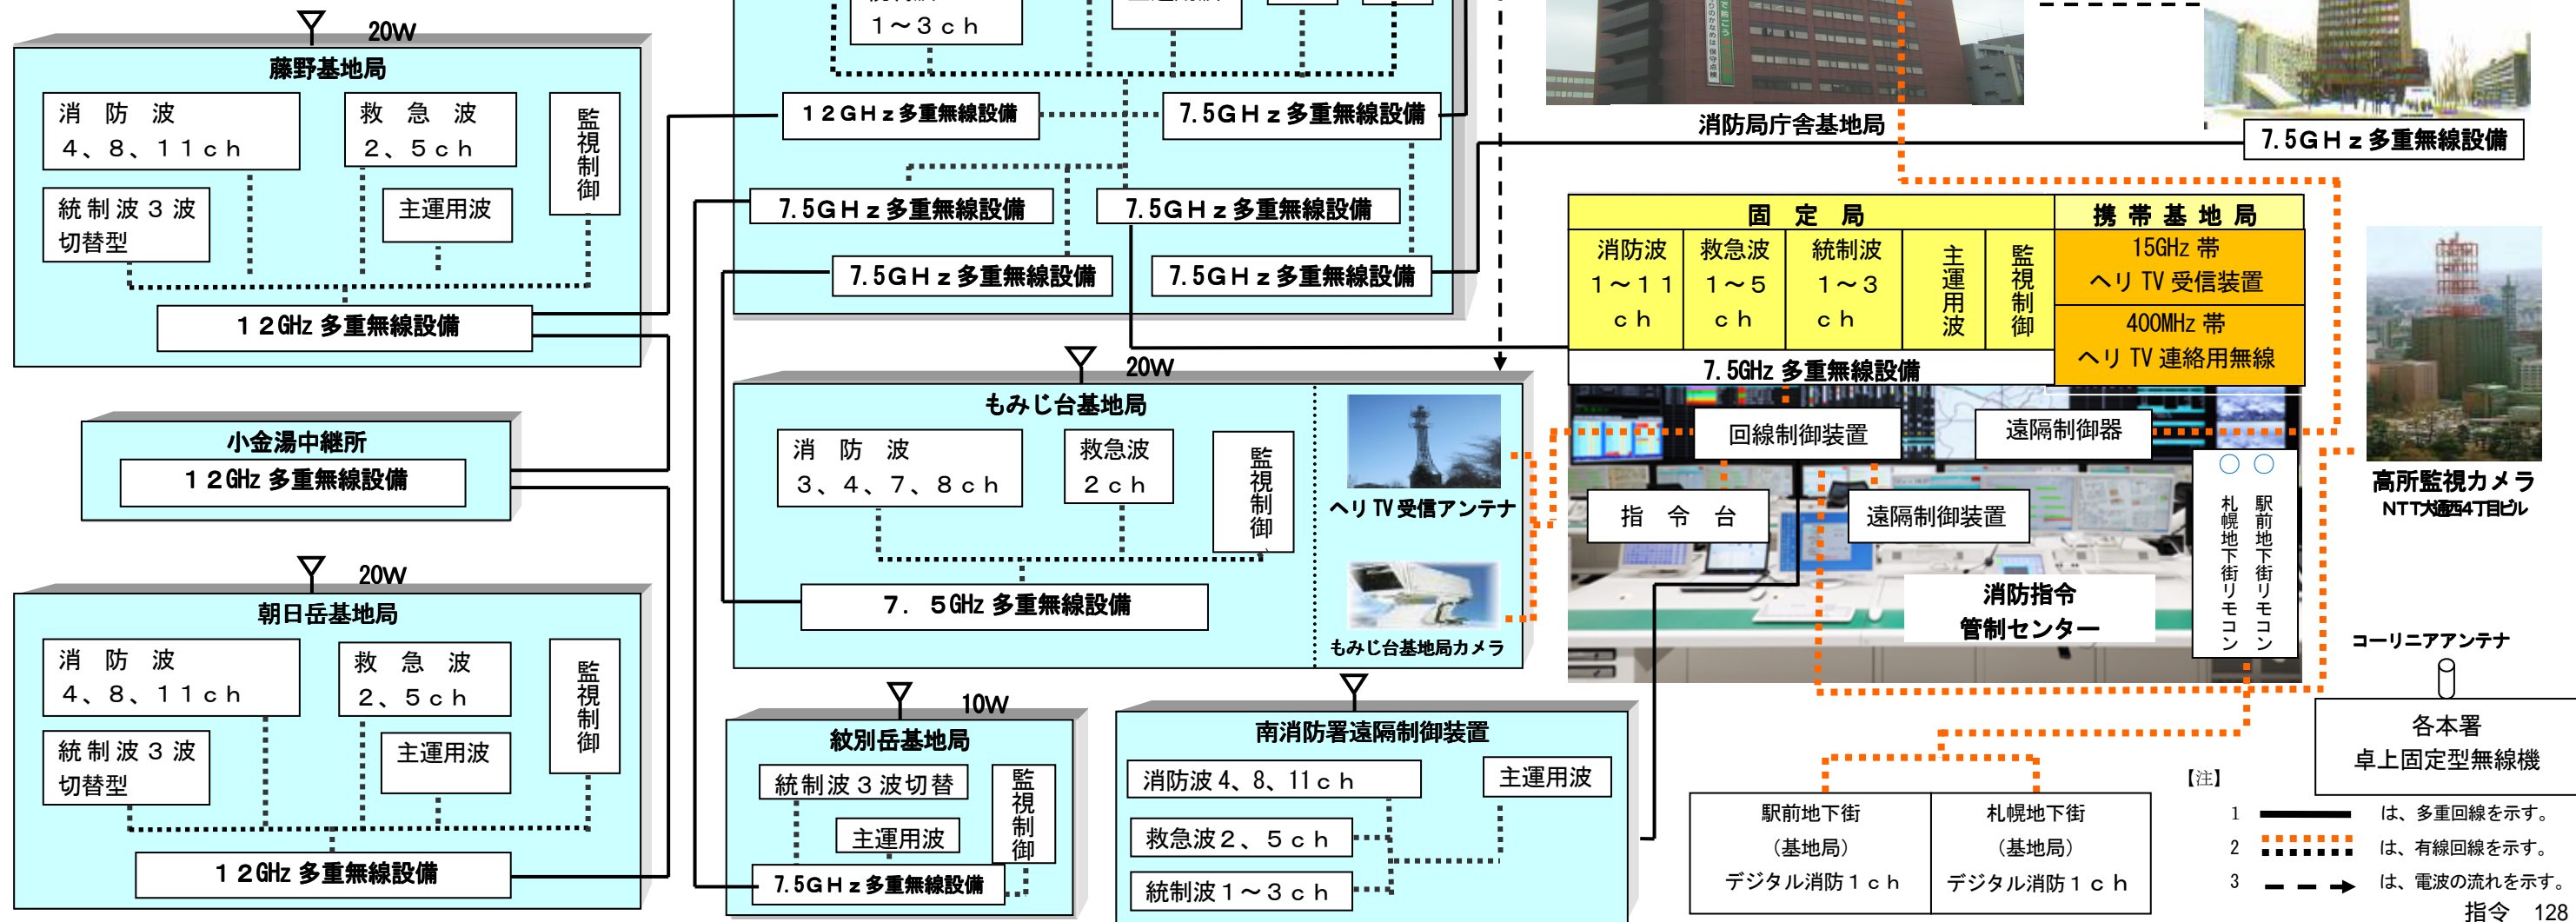 20W
藤野基地局
消　防　波
４、８、１１ｃｈ
救　急　波
２、５ｃｈ
監視制御
統制波３波
切替型
主運用波
１２GHz 多重無線設備
小金湯中継所
１２GHz 多重無線設備
20W
朝日岳基地局
消　防　波
４、８、１１ｃｈ
救　急　波
２、５ｃｈ
監視制御
統制波３波
切替型
主運用波
１２GHz 多重無線設備
１～３ｃｈ
１２ＧＨｚ多重無線設備
7.5ＧＨｚ多重無線設備
7.5ＧＨｚ多重無線設備
7.5ＧＨｚ多重無線設備
7.5ＧＨｚ多重無線設備
7.5ＧＨｚ多重無線設備
20W
もみじ台基地局
消　防　波
３、４、７、８ｃｈ
救急波
２ｃｈ
監視制御
ヘリ TV 受信アンテナ
もみじ台基地局カメラ
７．５GHz 多重無線設備
10W
紋別岳基地局
統制波３波切替
監視制御
主運用波
7.5ＧＨｚ多重無線設備
南消防署遠隔制御装置
消防波４、８、11ｃｈ
主運用波
救急波２、５ｃｈ
統制波１～３ｃｈ
消防局庁舎基地局
7.5ＧＨｚ多重無線設備
固　定　局
携帯基地局
消防波
１～１１
ｃｈ
救急波
１～５
ｃｈ
統制波
１～３
ｃｈ
主運用波
監視制御
15GHz 帯
ヘリ TV 受信装置
400MHz 帯
ヘリ TV 連絡用無線
7.5GHz 多重無線設備
回線制御装置
遠隔制御器
指　令　台
遠隔制御装置
消防指令
管制センター
駅前地下街リモコン
札幌地下街リモコン
高所監視カメラ
NTT大通西4丁目ビル
コーリニアアンテナ
各本署
卓上固定型無線機
駅前地下街
（基地局）
デジタル消防１ｃｈ
札幌地下街
（基地局）
デジタル消防１ｃｈ
【注】
1　は、多重回線を示す。
2　は、有線回線を示す。
3　は、電波の流れを示す。
指令　128